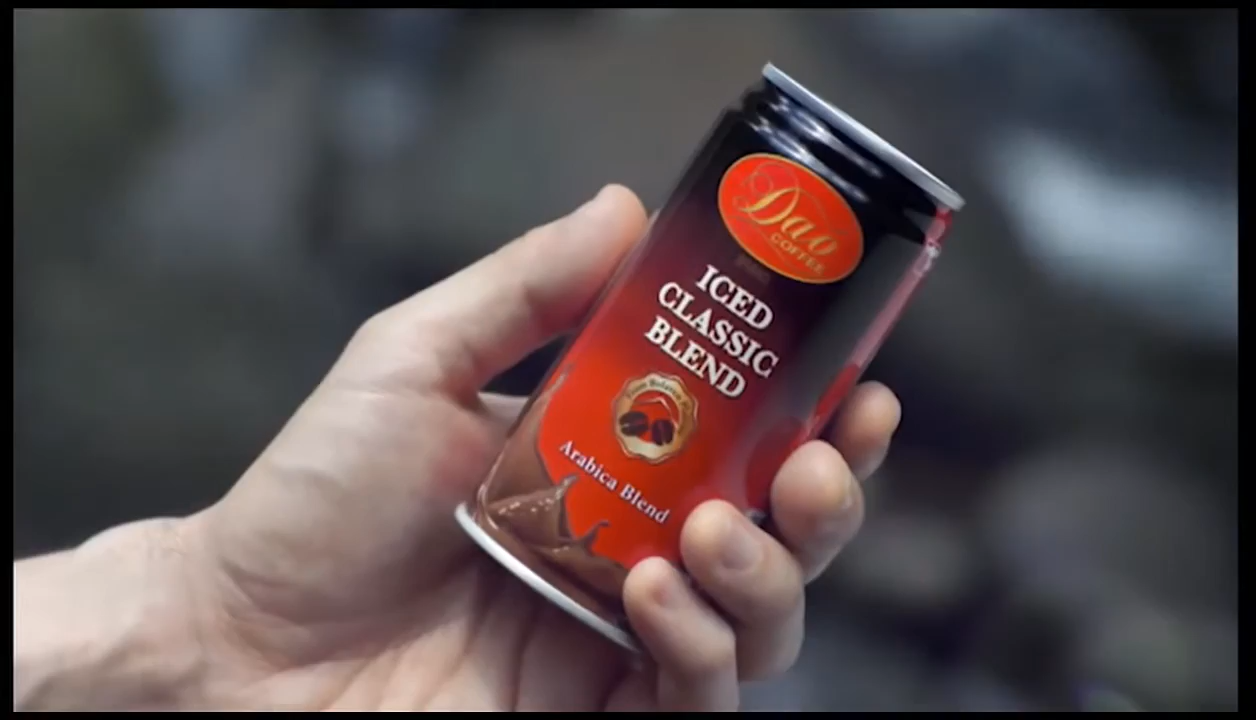 Dao
COFFEE
ICED
CLASSIC
BLEND
Arabica Blend